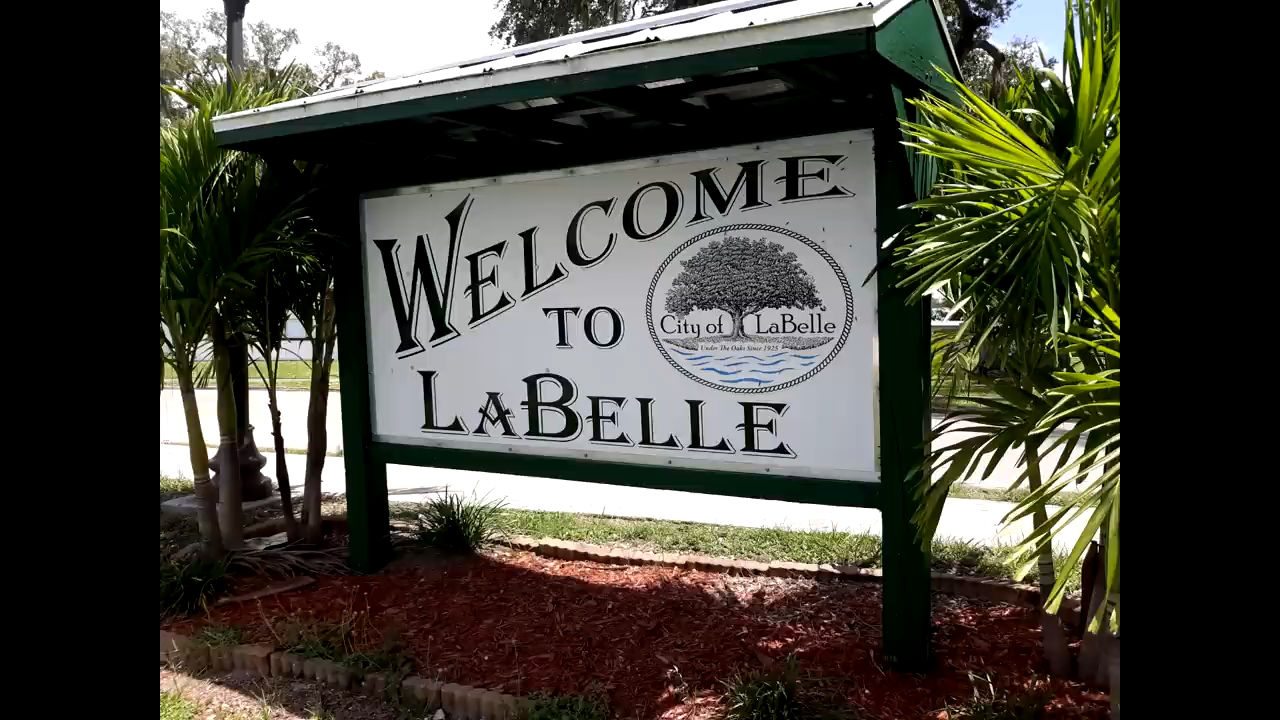 WELCOME
TO
LABELLE
City of LaBelle
Under The Oaks Since 1925